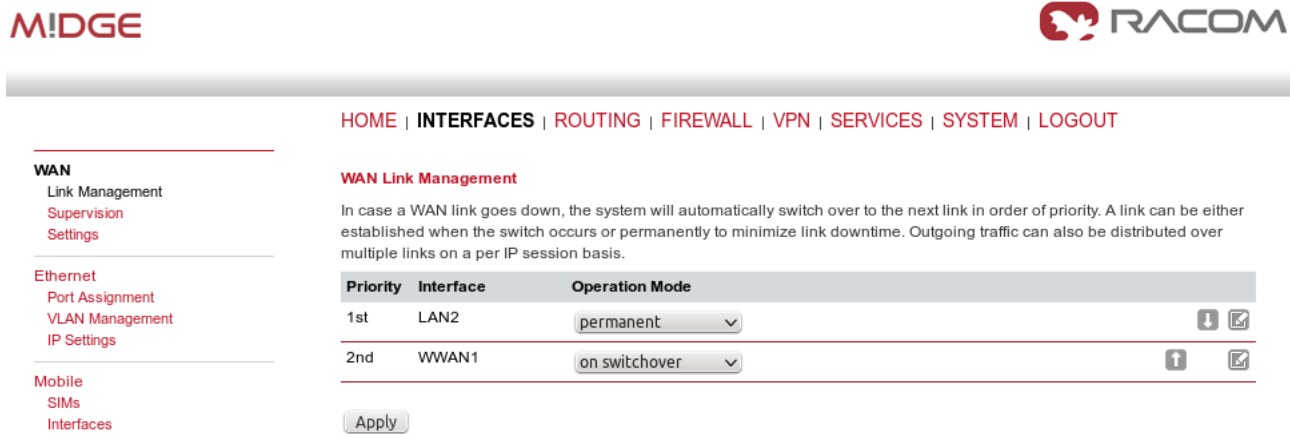 M!DGE
RACOM
HOME | INTERFACES | ROUTING | FIREWALL | VPN | SERVICES | SYSTEM | LOGOUT
WAN
Link Management
Supervision
Settings
Ethernet
Port Assignment
VLAN Management
IP Settings
Mobile
SIMs
Interfaces
WAN Link Management
In case a WAN link goes down, the system will automatically switch over to the next link in order of priority. A link can be either
established when the switch occurs or permanently to minimize link downtime. Outgoing traffic can also be distributed over
multiple links on a per IP session basis.
Priority Interface Operation Mode
1st LAN2 permanent
2nd WWAN1 on switchover
Apply